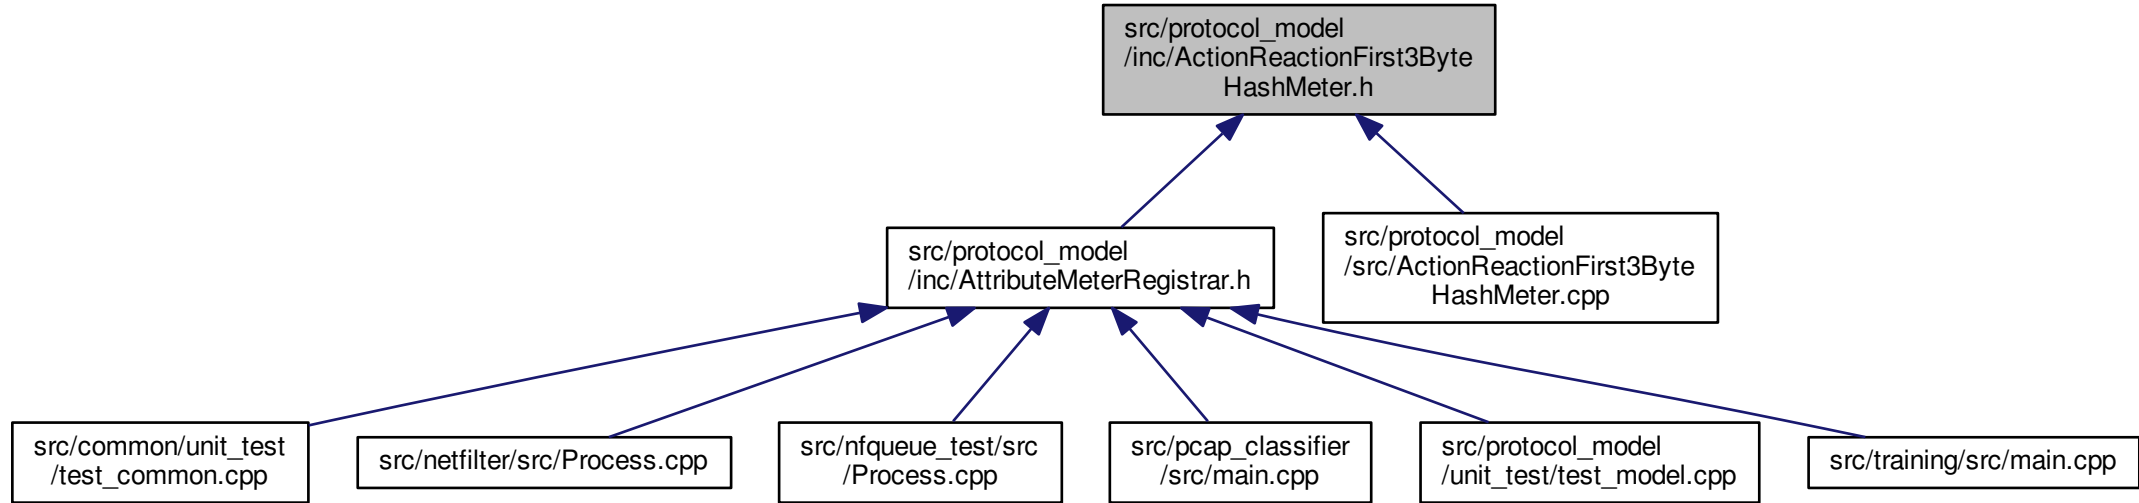 src/protocol_model
/inc/ActionReactionFirst3Byte
HashMeter.h
src/protocol_model
/inc/AttributeMeterRegistrar.h
src/protocol_model
/src/ActionReactionFirst3Byte
HashMeter.cpp
src/common/unit_test
/test_common.cpp
src/netfilter/src/Process.cpp
src/nfqueue_test/src
/Process.cpp
src/pcap_classifier
/src/main.cpp
src/protocol_model
/unit_test/test_model.cpp
src/training/src/main.cpp